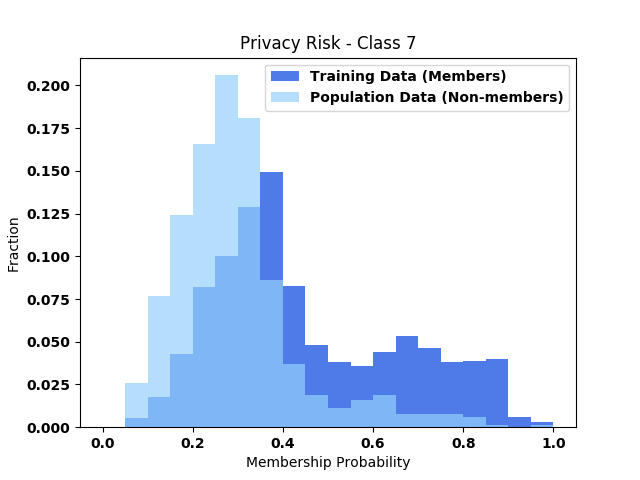 Privacy Risk - Class 7
Training Data (Members)
Population Data (Non-members)
0.200
0.175
0.150
0.125
0.100
0.075
0.050
0.025
0.000
Fraction
0.0 0.2 0.4 0.6 0.8 1.0
Membership Probability